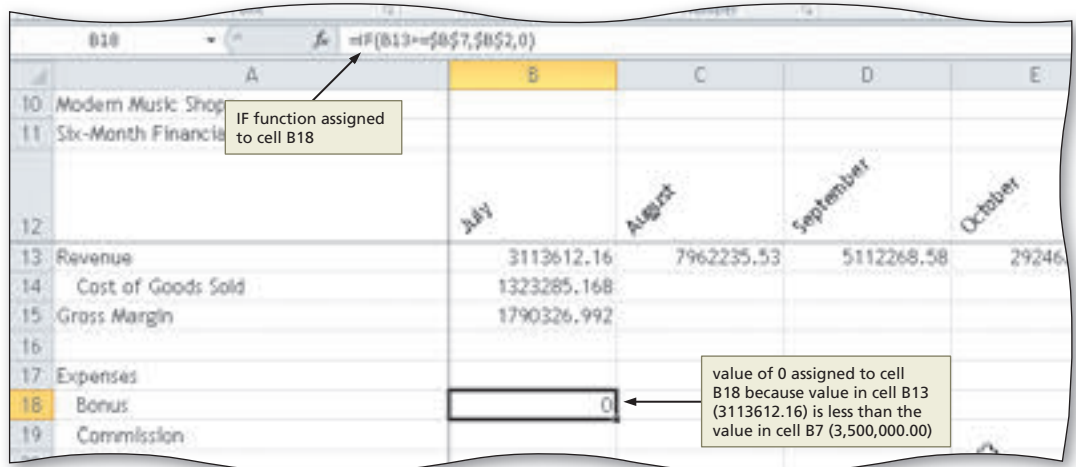 B18 fx =IF(B13>=$B$7,$B$2,0)
A B C D E
10 Modern Music Shops
11 Six-Month Financial
IF function assigned
to cell B18
12 July August September October
13 Revenue 3113612.16 7962235.53 5112268.58 29246
14 Cost of Goods Sold 1323285.168
15 Gross Margin 1790326.992
16
17 Expenses
18 Bonus 0
value of 0 assigned to cell
B18 because value in cell B13
(3113612.16) is less than the
value in cell B7 (3,500,000.00)
19 Commission